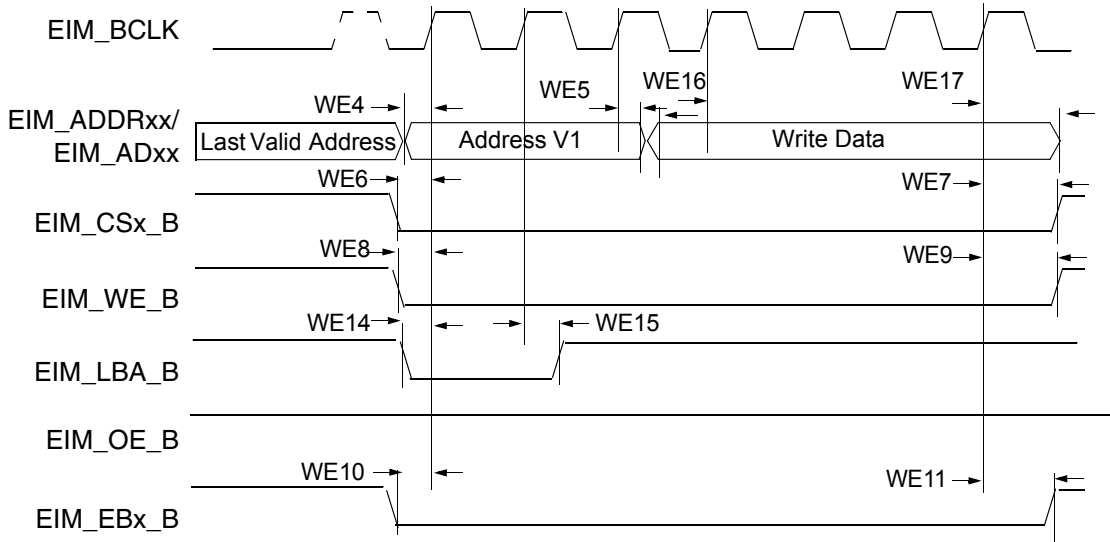 EIM_BCLK
WE4
WE5
WE16
WE17
EIM_ADDRxx/
EIM_ADxx
Last Valid Address
Address V1
Write Data
WE6
WE7
EIM_CSx_B
WE8
WE9
EIM_WE_B
WE14
WE15
EIM_LBA_B
EIM_OE_B
WE10
WE11
EIM_EBx_B